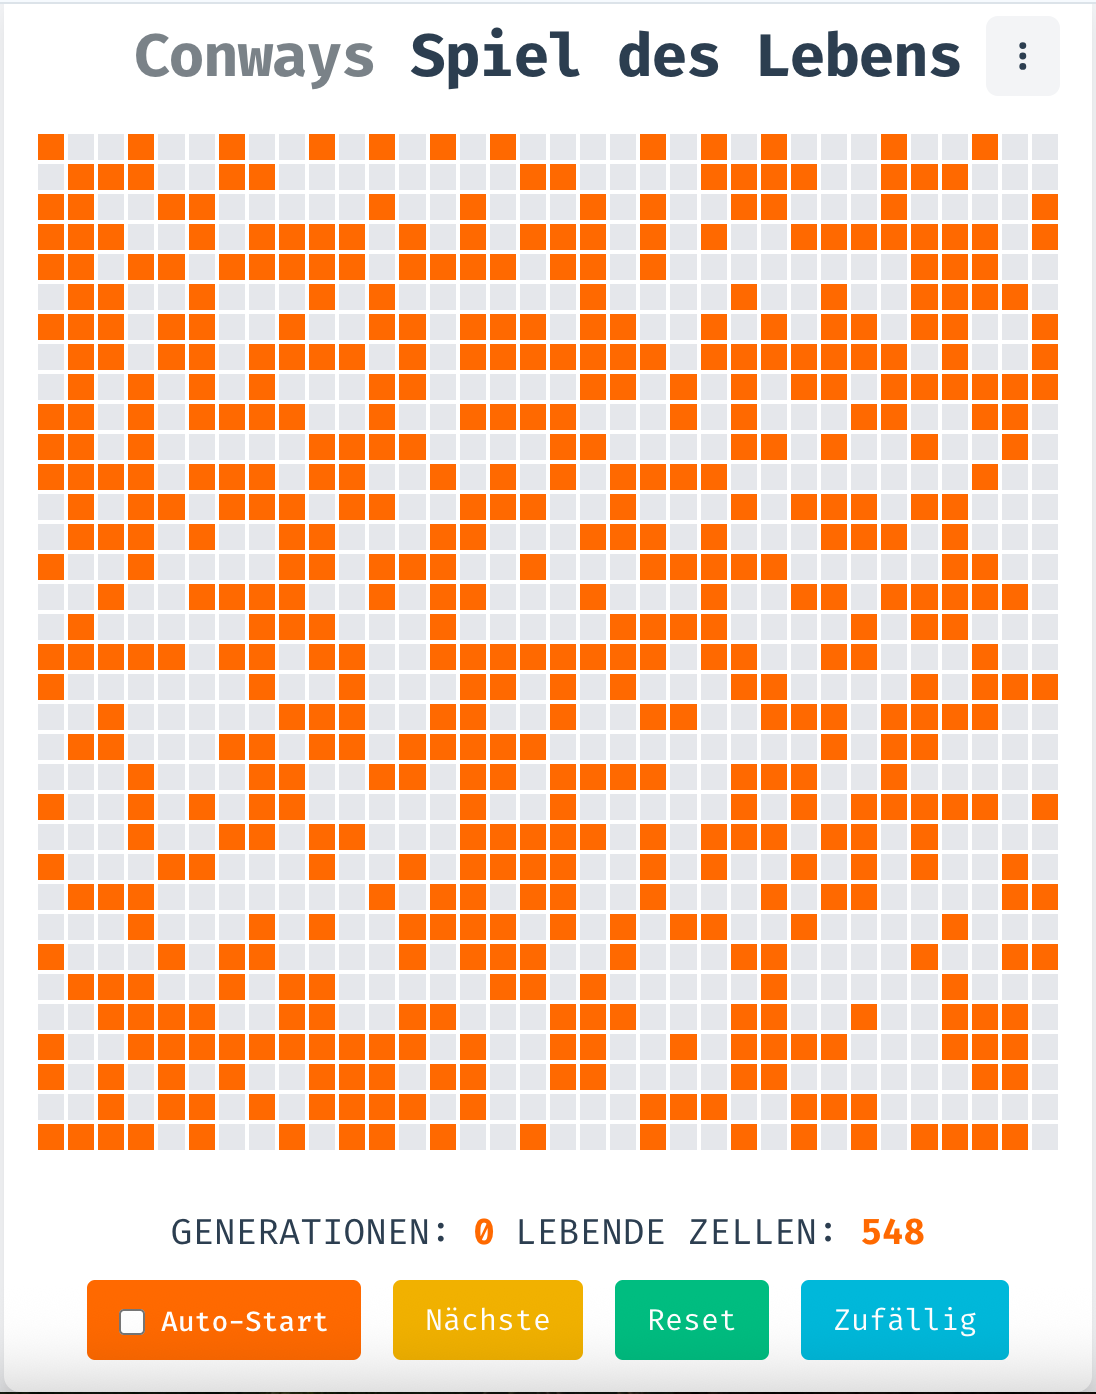 Conways Spiel des Lebens
GENERATIONEN: 0 LEBENDE ZELLEN: 548
Auto-Start Nächste Reset Zufällig